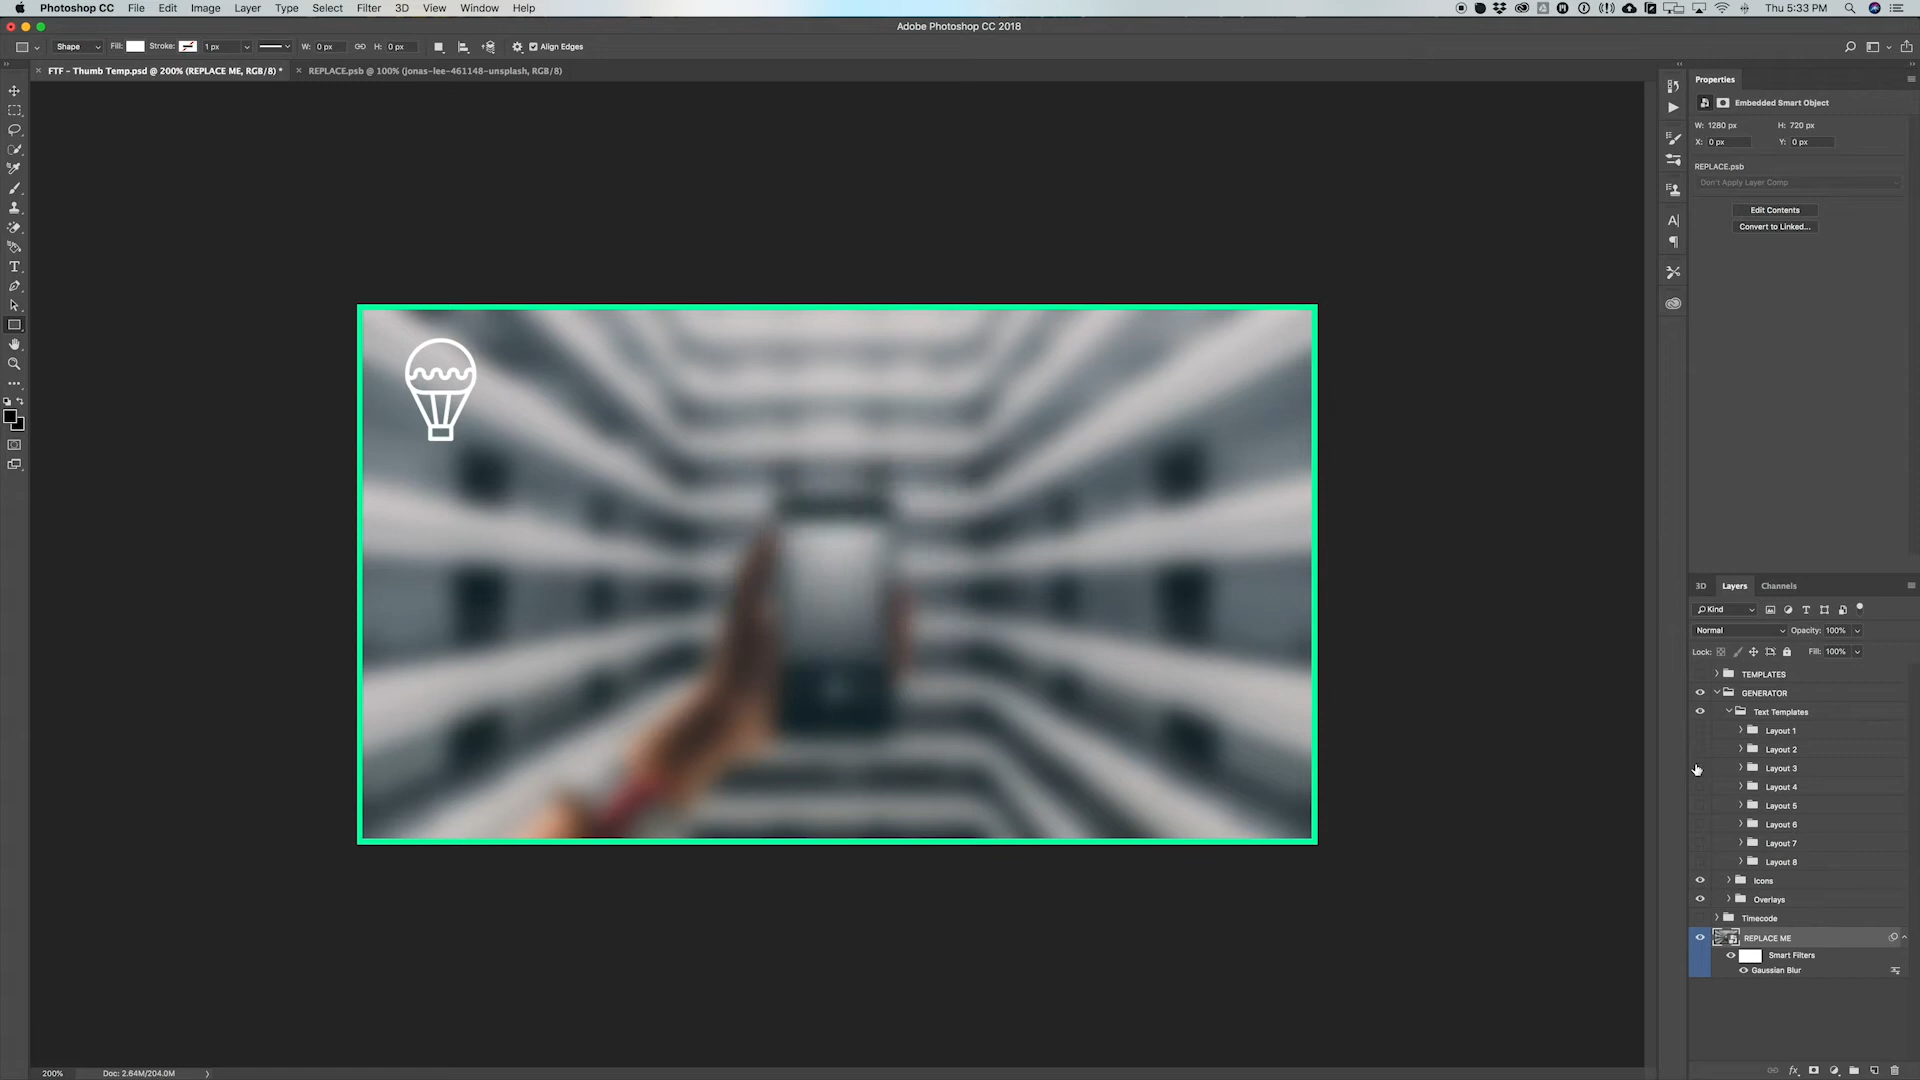 Photoshop CC File Edit Image Layer Type Select Filter 3D View Window Help Thu 5:33 PM
Adobe Photoshop CC 2018
Shape Fill: Stroke: 1 px W: 0 px H: 0 px Align Edges
FTF - Thumb Temp.psd @ 200% (REPLACE ME, RGB/8) * REPLACE.psb @ 100% (jonas-lee-461148-unsplash, RGB/8)
Properties
Embedded Smart Object
W: 1280 px H: 720 px
X: 0 px Y: 0 px
REPLACE.psb
Don't Apply Layer Comp
Edit Contents
Convert to Linked...
3D Layers Channels
Kind
Normal Opacity: 100%
Lock: Fill: 100%
TEMPLATES
GENERATOR
Text Templates
Layout 1
Layout 2
Layout 3
Layout 4
Layout 5
Layout 6
Layout 7
Layout 8
Icons
Overlays
Timecode
REPLACE ME
Smart Filters
Gaussian Blur
200% Doc: 2.64M/204.0M